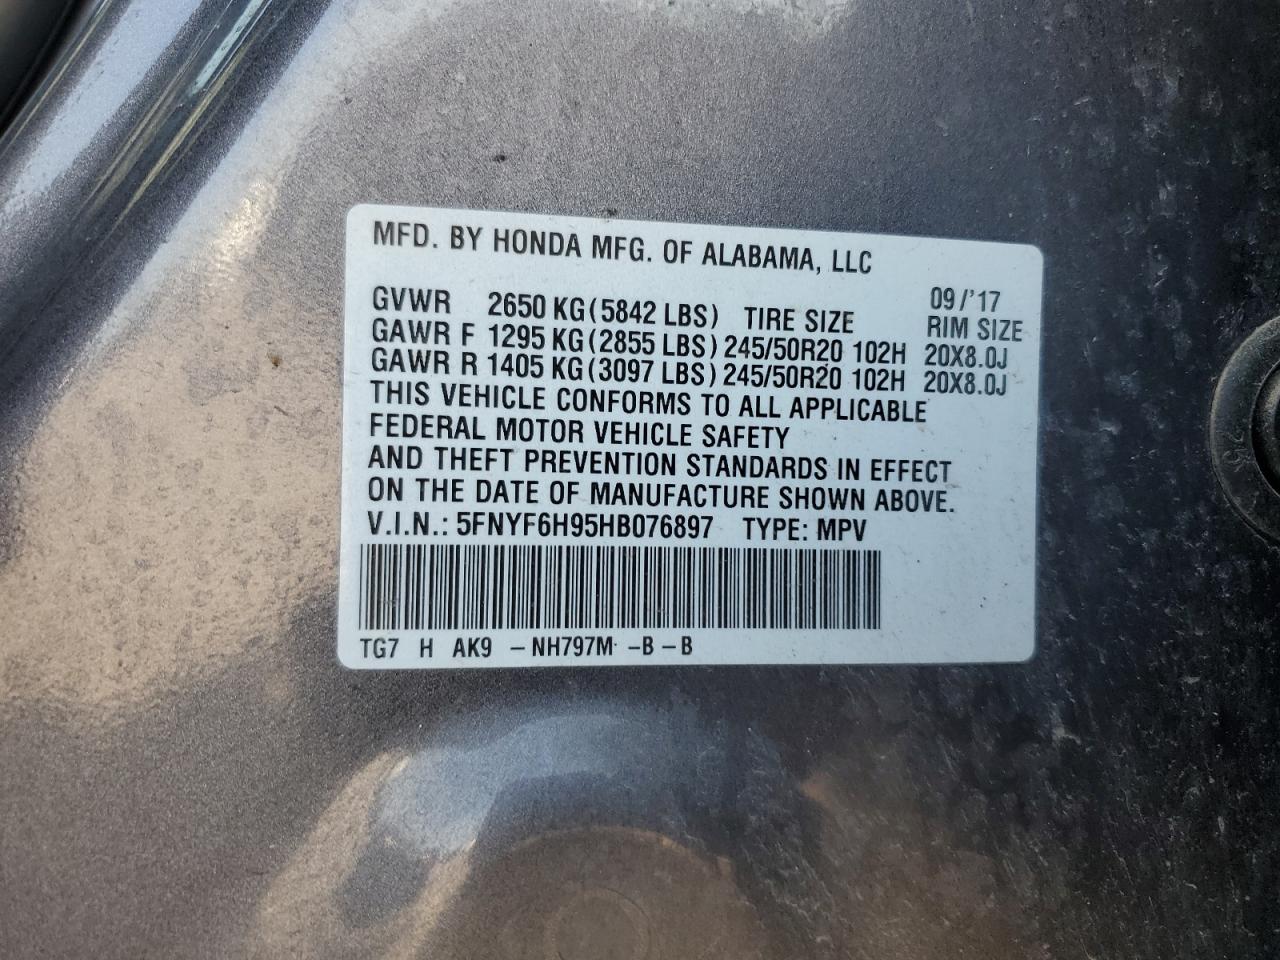 MFD. BY HONDA MFG. OF ALABAMA, LLC
09/'17
GVWR 2650 KG (5842 LBS) TIRE SIZE RIM SIZE
GAWR F 1295 KG (2855 LBS) 245/50R20 102H 20X8.0J
GAWR R 1405 KG (3097 LBS) 245/50R20 102H 20X8.0J
THIS VEHICLE CONFORMS TO ALL APPLICABLE
FEDERAL MOTOR VEHICLE SAFETY
AND THEFT PREVENTION STANDARDS IN EFFECT
ON THE DATE OF MANUFACTURE SHOWN ABOVE.
V.I.N.: 5FNYF6H95HB076897 TYPE: MPV
TG7 H AK9 -NH797M -B -B